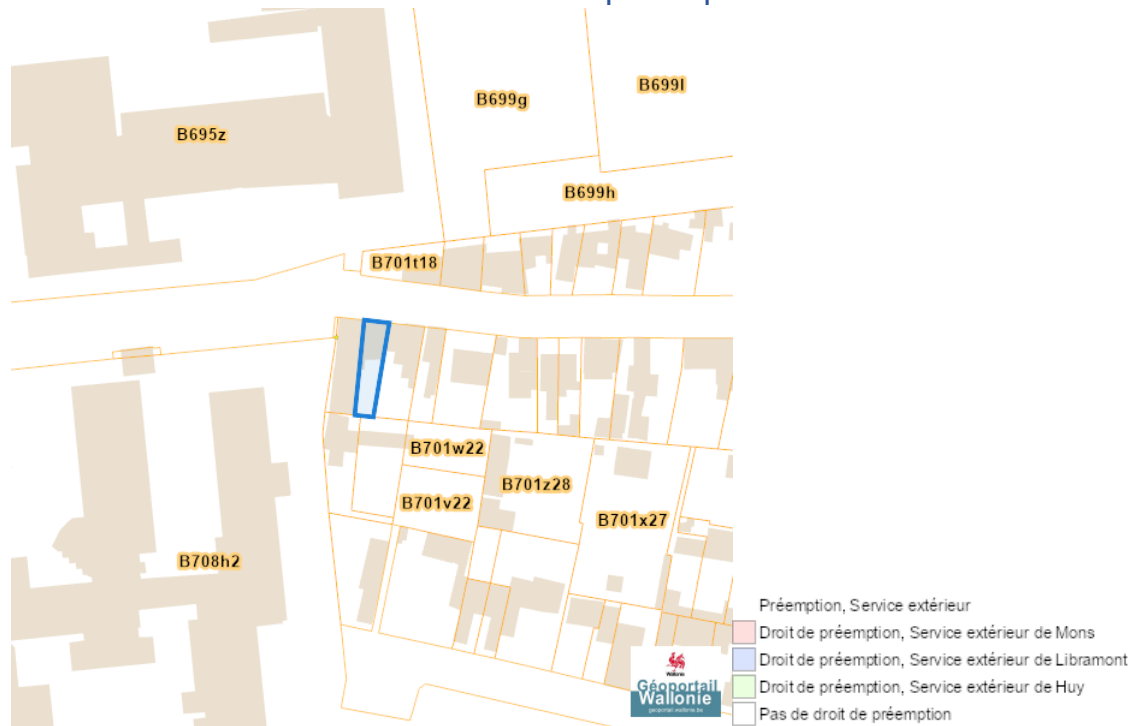 B699l
B699g
B695z
B699h
B701t18
B701w22
B701z28
B701v22
B701x27
B708h2
Préemption, Service extérieur
Droit de préemption, Service extérieur de Mons
Droit de préemption, Service extérieur de Libramont
Droit de préemption, Service extérieur de Huy
Pas de droit de préemption
Wallonie
Géoportail
Wallonie
geoportail.wallonie.be